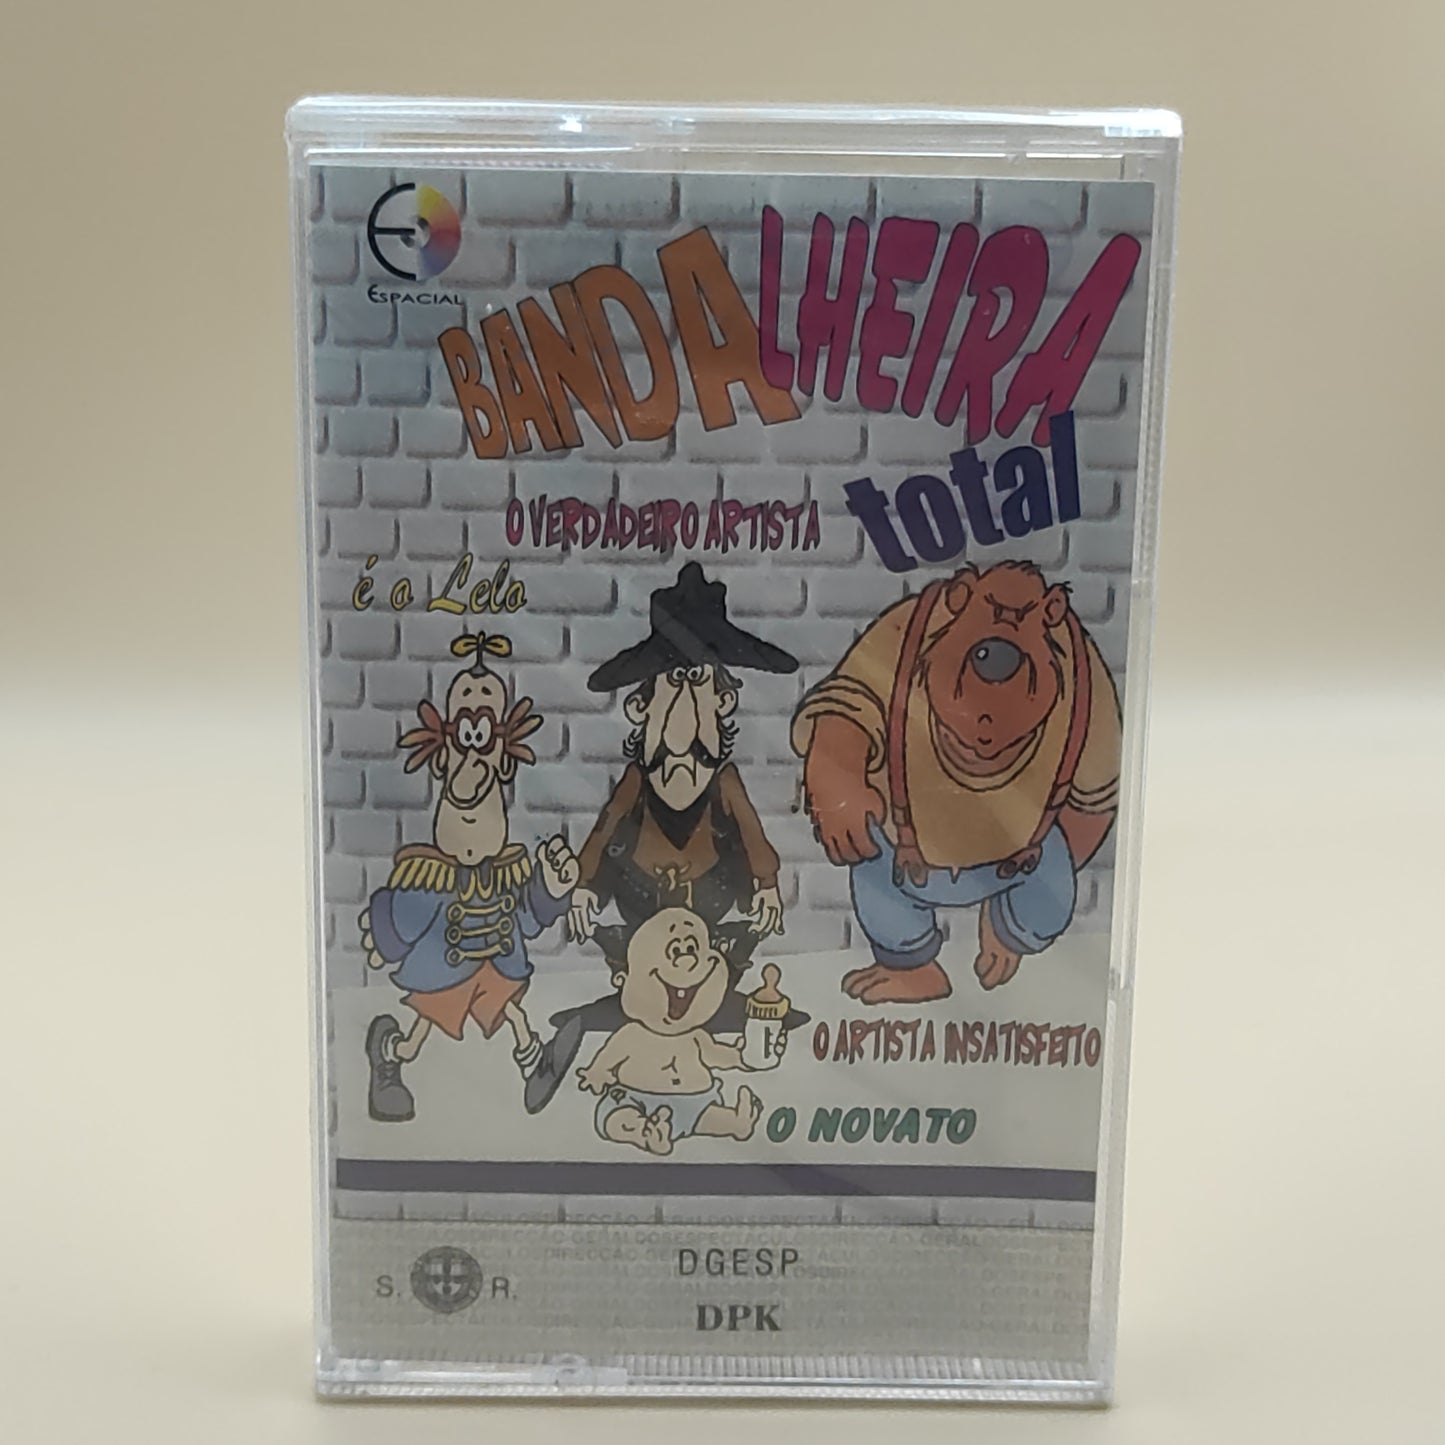 ESPACIAL
BANDALHEIRA
total
O VERDADEIRO ARTISTA
é o Lelo
O ARTISTA INSATISFEITO
O NOVATO
DGESP
S. R.
DPK